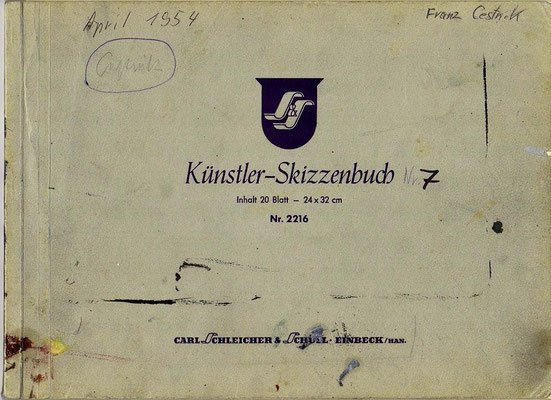 April 1954
Franz Cestnik
S&S
Künstler-Skizzenbuch Nr. 7
Inhalt 20 Blatt – 24 x 32 cm
Nr. 2216
CARL SCHLEICHER & SCHÜLL · EINBECK/HAN.